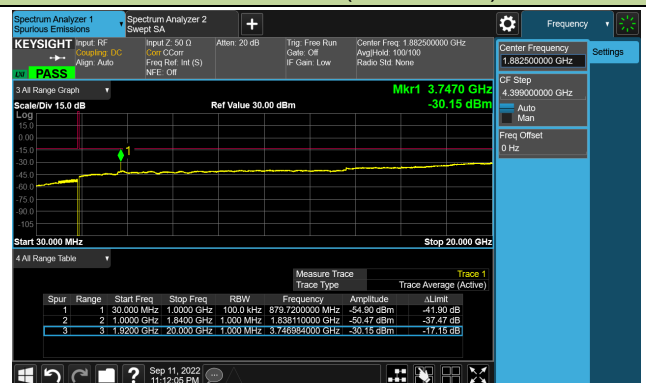 Spectrum Analyzer 1
Spurious Emissions
Spectrum Analyzer 2
Swept SA
Frequency
KEYSIGHT
Input: RF
Coupling: DC
Align: Auto
Input Z: 50 Ω
Corr CCorr
Freq Ref: Int (S)
NFE: Off
Atten: 20 dB
Trig: Free Run
Gate: Off
IF Gain: Low
Center Freq: 1.882500000 GHz
Avg|Hold: 100/100
Radio Std: None
LXI PASS
Center Frequency
1.882500000 GHz
Settings
CF Step
4.399000000 GHz
Auto
Man
Freq Offset
0 Hz
3 All Range Graph
Mkr1 3.7470 GHz
Scale/Div 15.0 dB
Ref Value 30.00 dBm
-30.15 dBm
Log
15.0
0.00
-15.0
-30.0
-45.0
-60.0
-75.0
-90.0
-105
1
Start 30.000 MHz
Stop 20.000 GHz
4 All Range Table
Measure Trace Trace 1
Trace Type Trace Average (Active)
Spur Range Start Freq Stop Freq RBW Frequency Amplitude ΔLimit
1 1 30.000 MHz 1.0000 GHz 100.0 kHz 879.7200000 MHz -54.90 dBm -41.90 dB
2 2 1.0000 GHz 1.8400 GHz 1.000 MHz 1.838110000 GHz -50.47 dBm -37.47 dB
3 3 1.9200 GHz 20.000 GHz 1.000 MHz 3.746984000 GHz -30.15 dBm -17.15 dB
Sep 11, 2022
11:12:05 PM